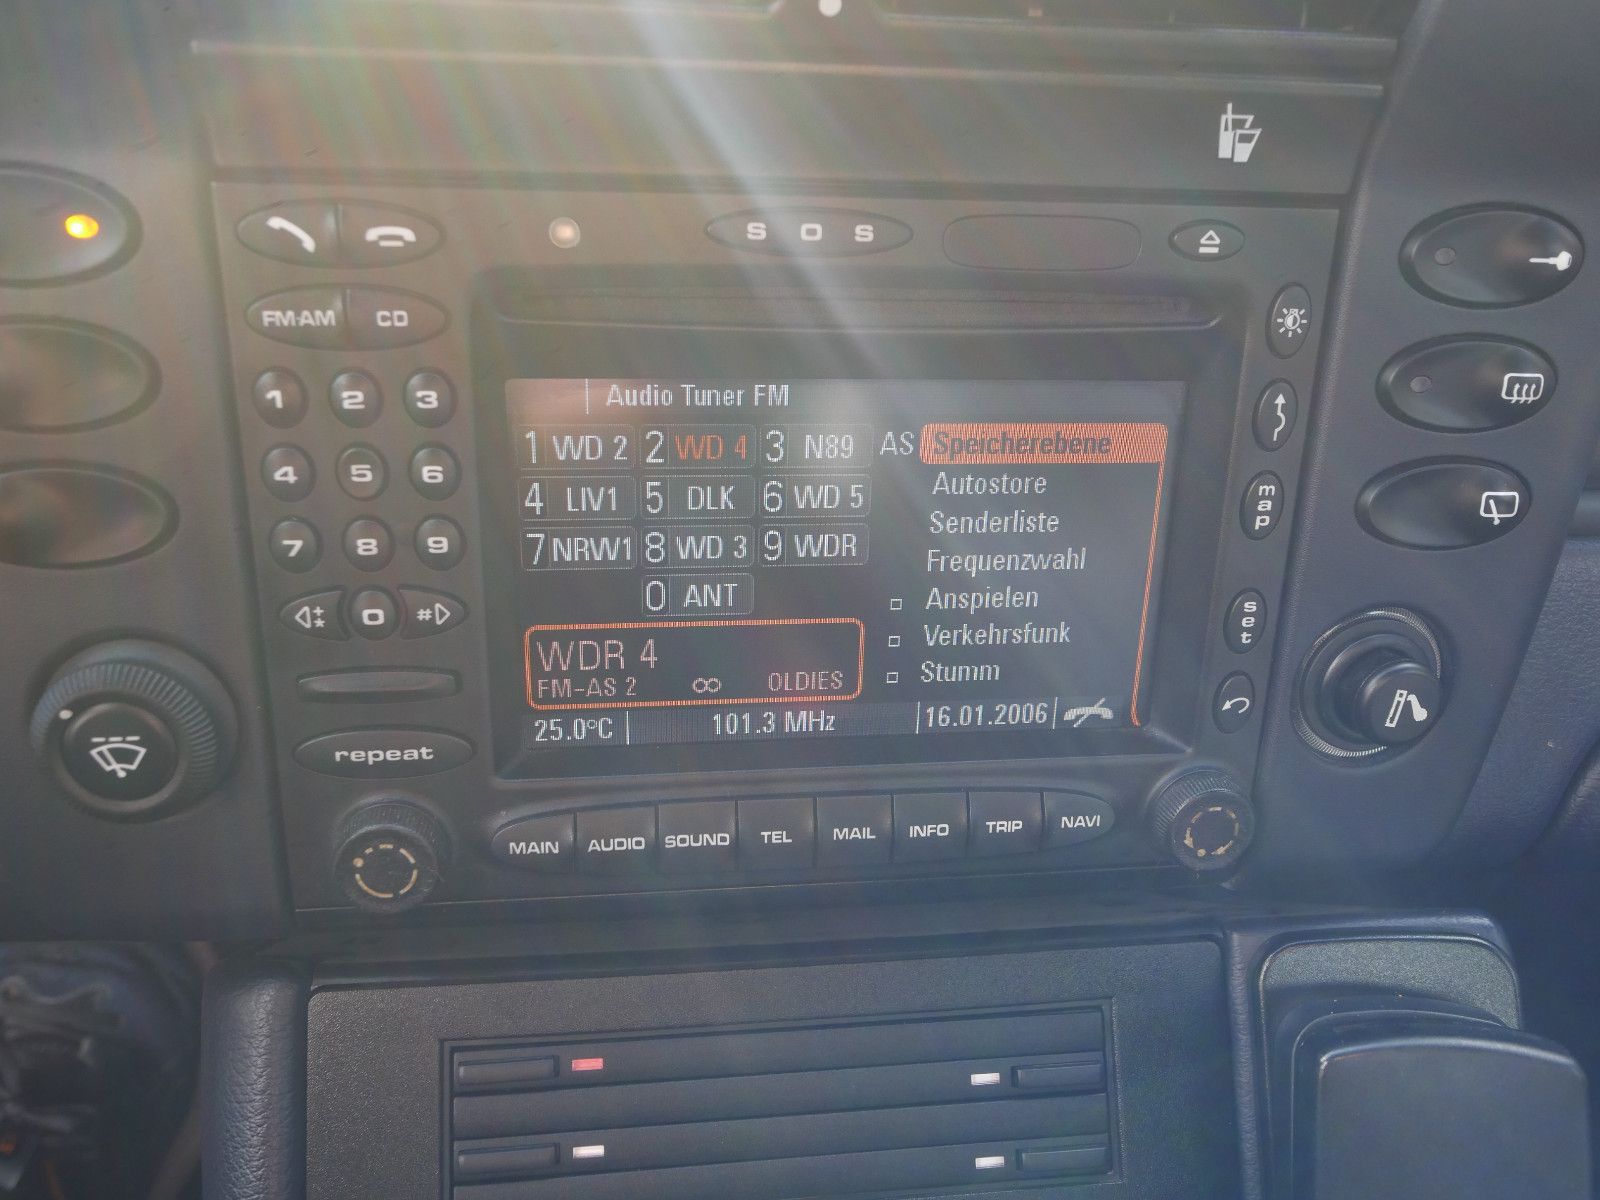 S O S
FM·AM CD
1 2 3
4 5 6
7 8 9
* 0 #
repeat
Audio Tuner FM
1 WD 2 2 WD 4 3 N89 AS Speicherebene
4 LIV1 5 DLK 6 WD 5 Autostore
Senderliste
7 NRW1 8 WD 3 9 WDR Frequenzwahl
0 ANT Anspielen
WDR 4 Verkehrsfunk
FM-AS 2 ∞ OLDIES Stumm
25.0°C 101.3 MHz 16.01.2006
map
set
MAIN AUDIO SOUND TEL MAIL INFO TRIP NAVI